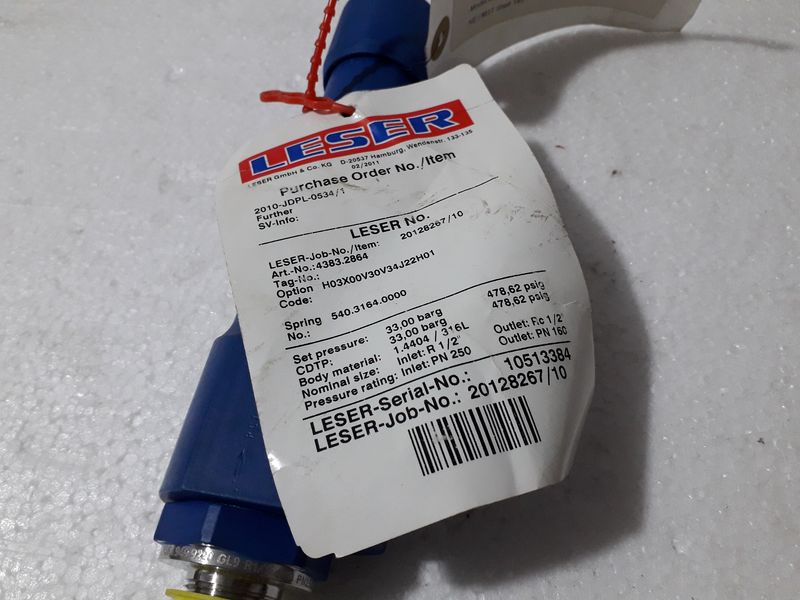 LESER
LESER GmbH & Co. KG D-20537 Hamburg, Wendenstr. 133-135
02/2011
Purchase Order No./Item
2010-JDPL-0534/1
Further
SV-Info:
LESER No.
LESER-Job-No./Item: 20128267/10
Art.-No.: 4383.2864
Tag-No.:
Option H03X00V30V34J22H01
Code:
Spring 540.3164.0000
No.:
Set pressure: 33,00 barg 478,62 psig
CDTP: 33,00 barg 478,62 psig
Body material: 1.4404 / 316L
Nominal size: Inlet: R 1/2" Outlet: Rc 1/2"
Pressure rating: Inlet: PN 250 Outlet: PN 160
LESER-Serial-No.: 10513384
LESER-Job-No.: 20128267/10
GL9 R1/